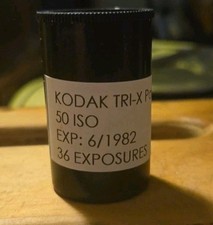 KODAK TRI-X
50 ISO
EXP: 6/1982
36 EXPOSURES